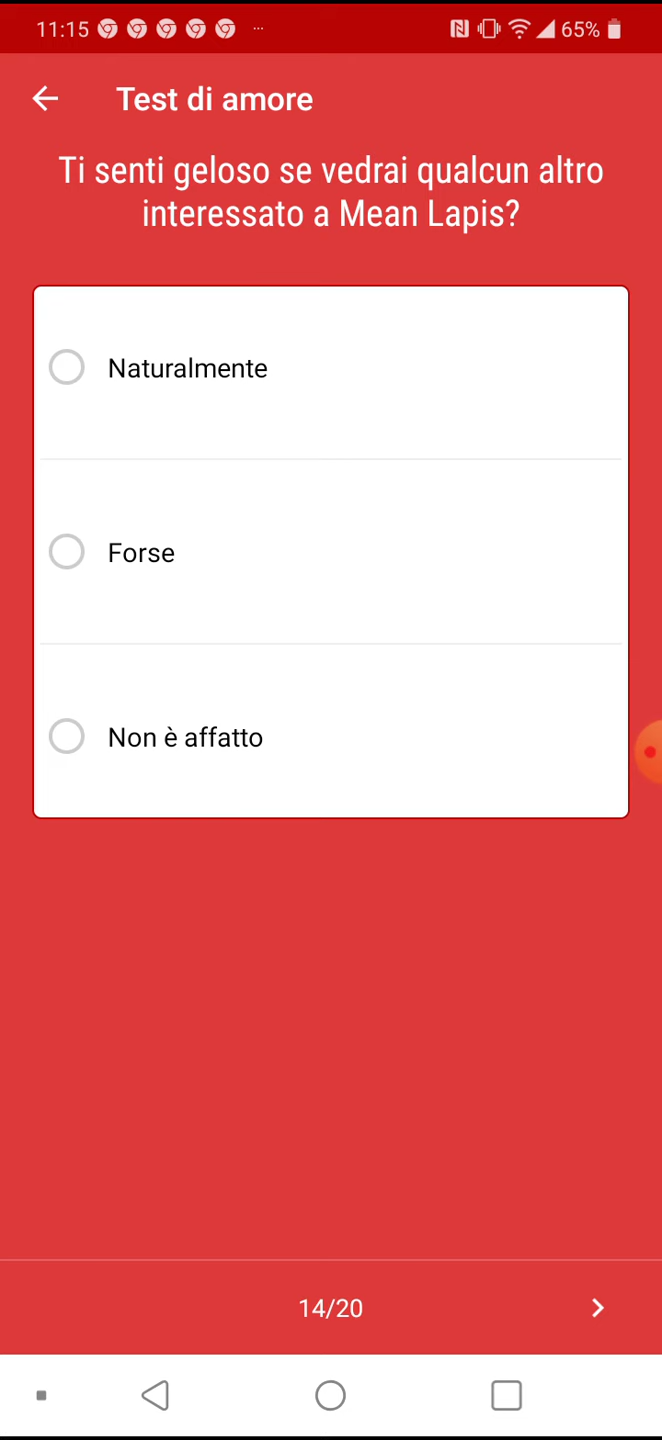 11:15 ... 65%
Test di amore
Ti senti geloso se vedrai qualcun altro
interessato a Mean Lapis?
Naturalmente
Forse
Non è affatto
14/20